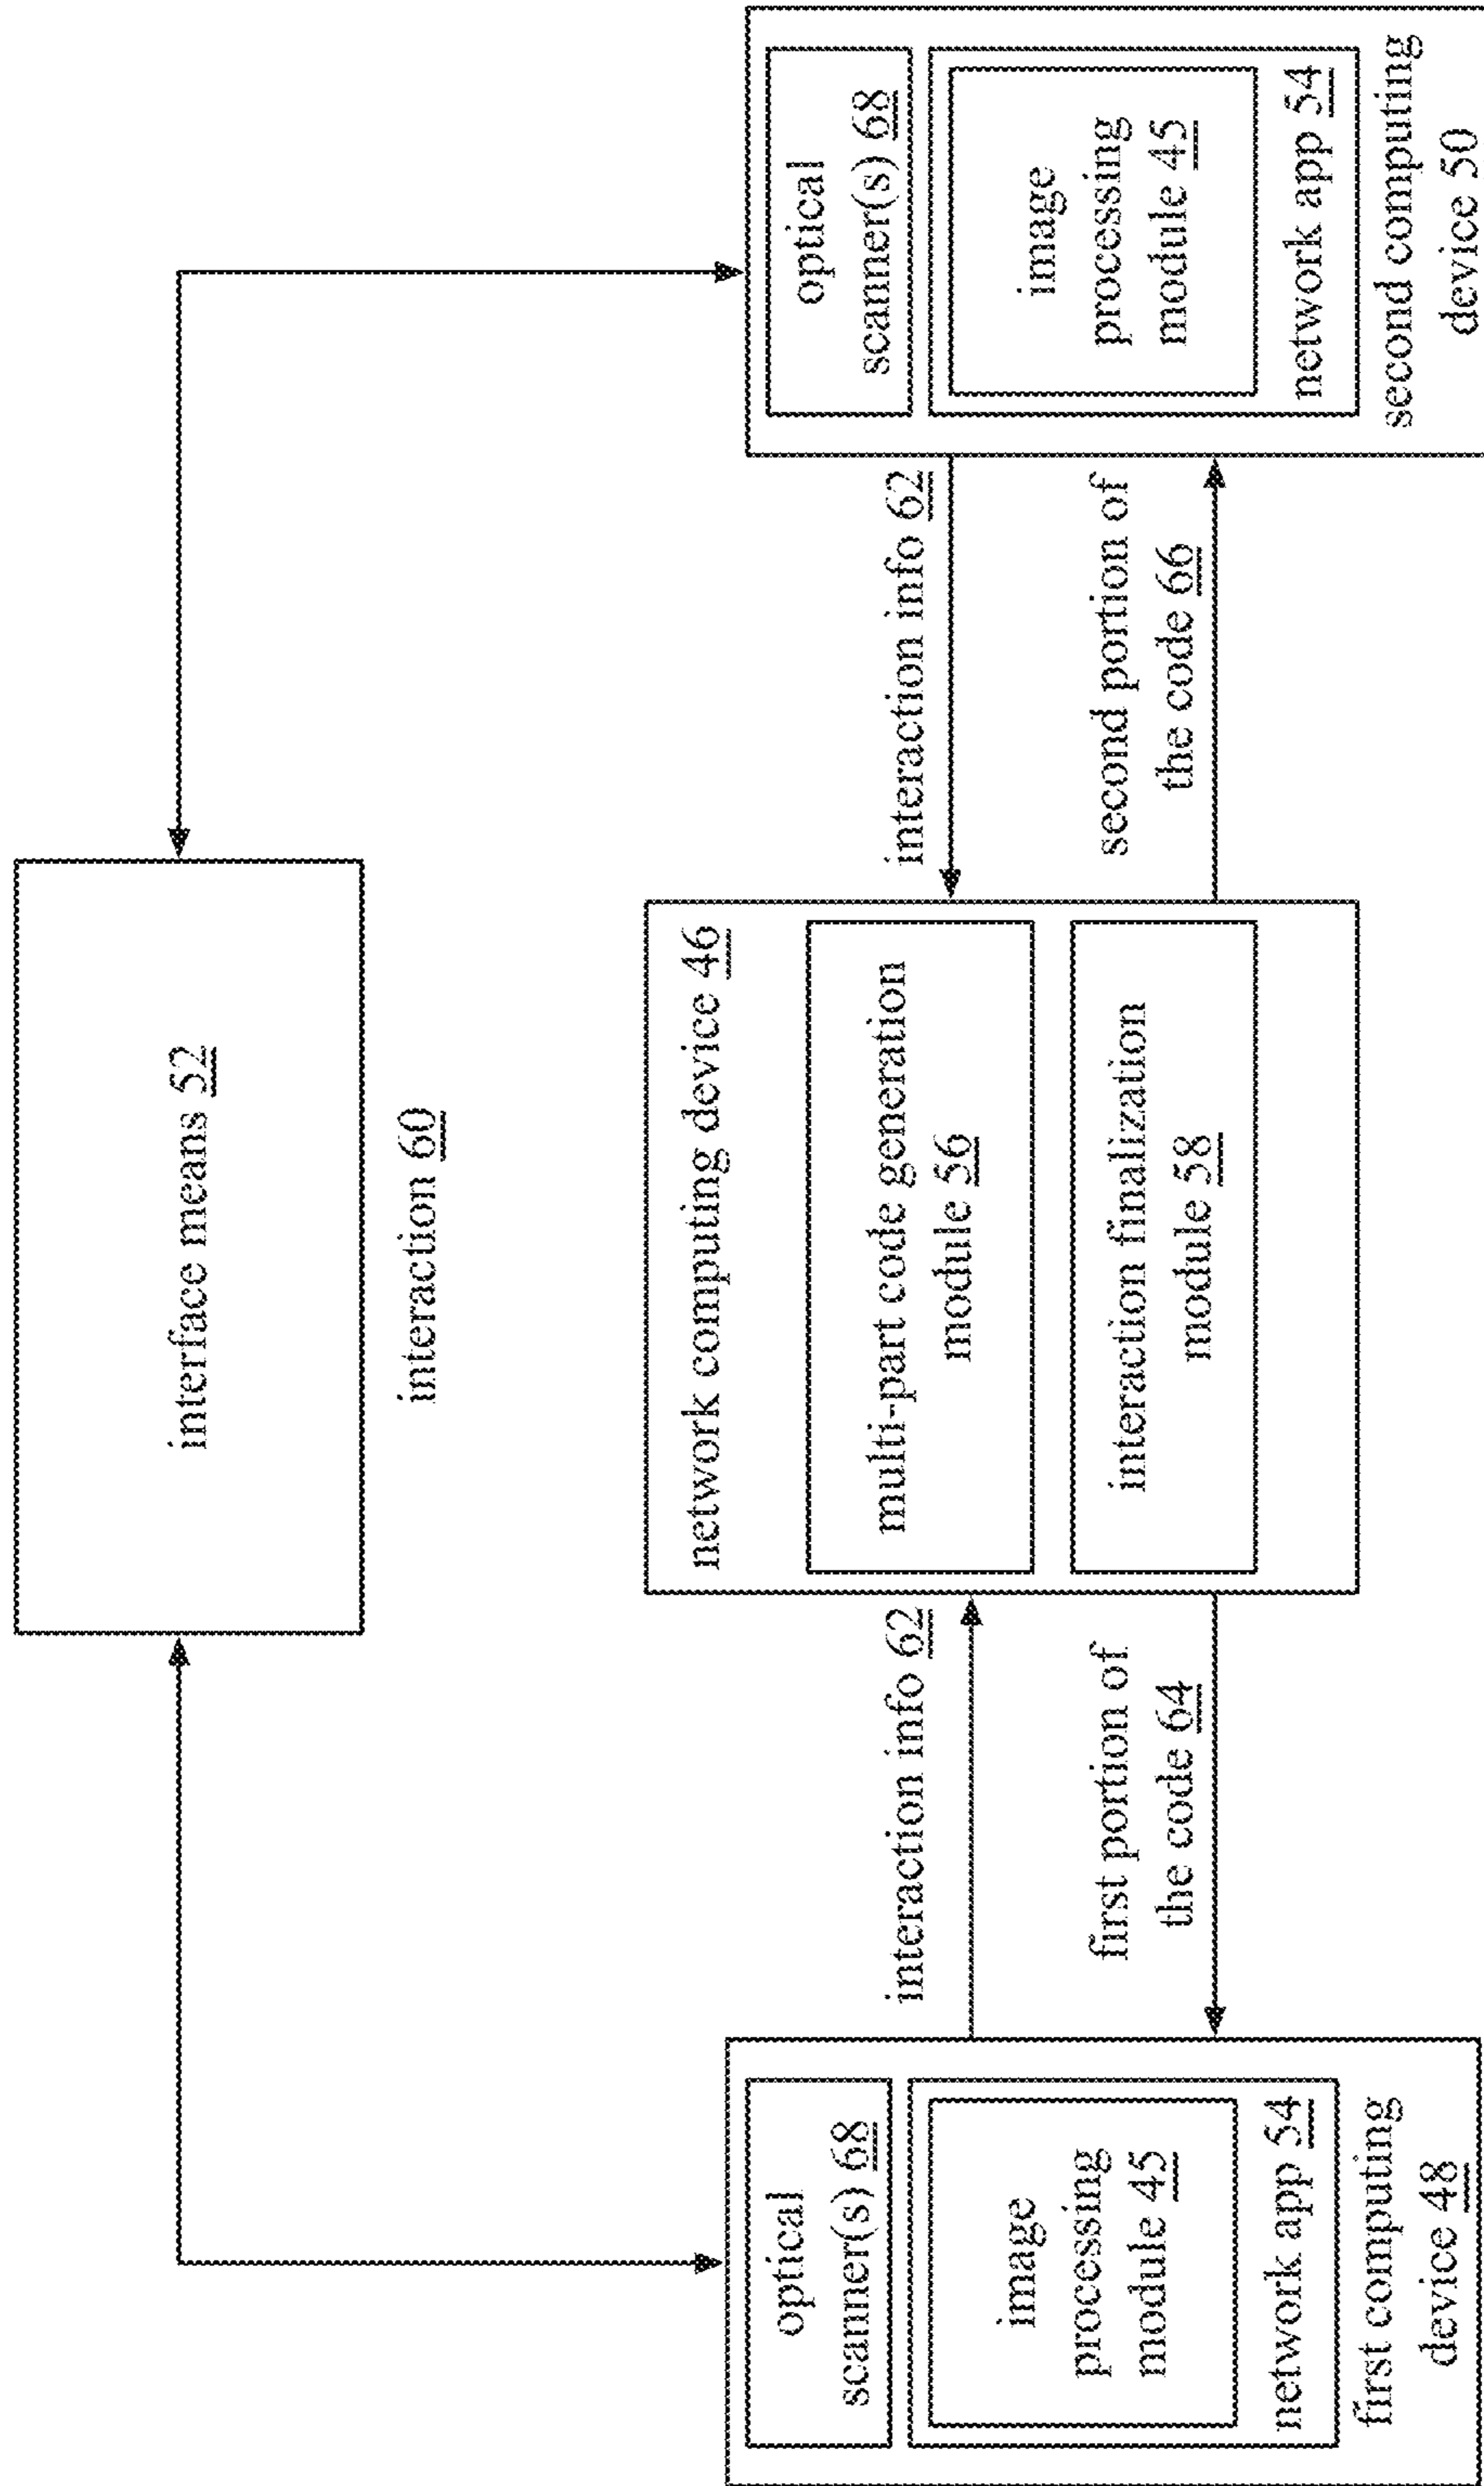 interface means 52
interaction 60
optical
scanner(s) 68
image
processing
module 45
network app 54
first computing
device 48
interaction info 62
first portion of
the code 64
network computing device 46
multi-part code generation
module 56
interaction finalization
module 58
interaction info 62
second portion of
the code 66
optical
scanner(s) 68
image
processing
module 45
network app 54
second computing
device 50